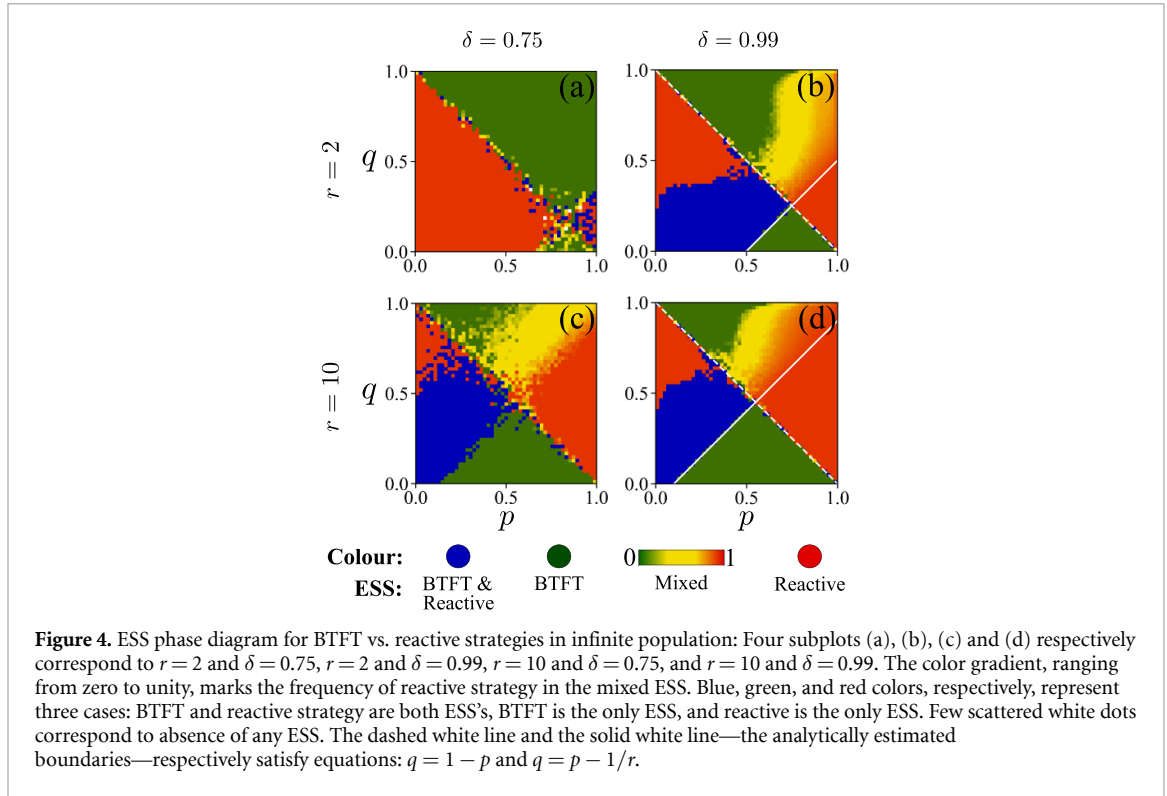 δ = 0.75
δ = 0.99
(a)
(b)
r = 2
q
1.0
0.5
0.0
0.0
0.5
1.0
1.0
0.5
0.0
0.0
0.5
1.0
(c)
(d)
r = 10
q
1.0
0.5
0.0
0.0
0.5
1.0
p
1.0
0.5
0.0
0.0
0.5
1.0
p
Colour:
0
1
ESS:
BTFT &
Reactive
BTFT
Mixed
Reactive
Figure 4. ESS phase diagram for BTFT vs. reactive strategies in infinite population: Four subplots (a), (b), (c) and (d) respectively
correspond to r = 2 and δ = 0.75, r = 2 and δ = 0.99, r = 10 and δ = 0.75, and r = 10 and δ = 0.99. The color gradient, ranging
from zero to unity, marks the frequency of reactive strategy in the mixed ESS. Blue, green, and red colors, respectively, represent
three cases: BTFT and reactive strategy are both ESS's, BTFT is the only ESS, and reactive is the only ESS. Few scattered white dots
correspond to absence of any ESS. The dashed white line and the solid white line—the analytically estimated
boundaries—respectively satisfy equations: q = 1 − p and q = p − 1/r.